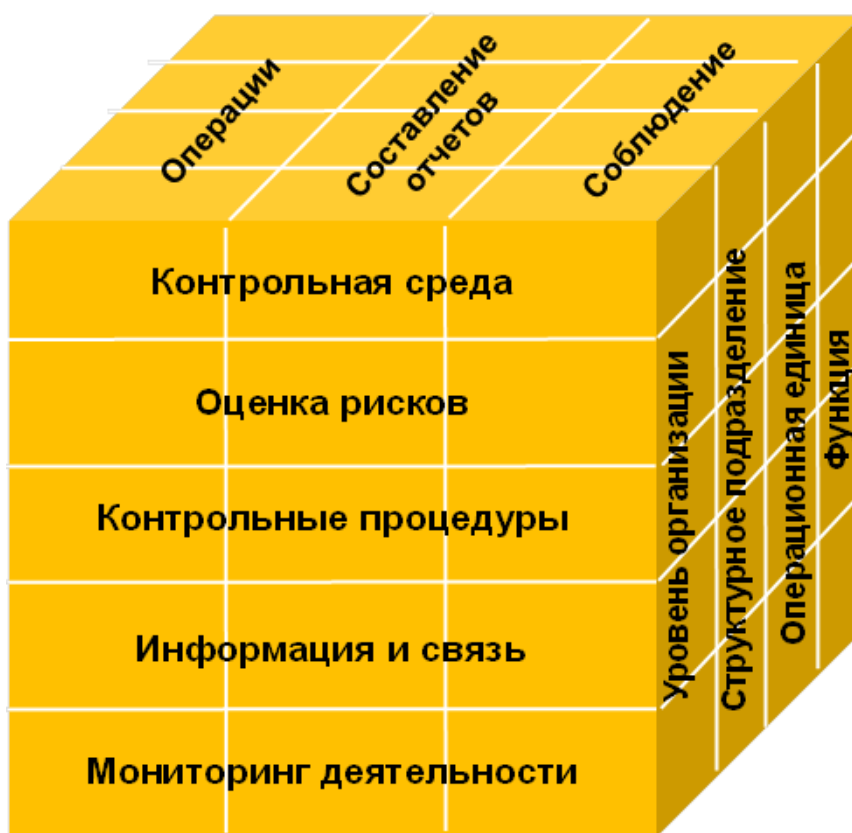 Операции
Составление
отчетов
Соблюдение
Контрольная среда
Оценка рисков
Контрольные процедуры
Информация и связь
Мониторинг деятельности
Уровень организации
Структурное подразделение
Операционная единица
Функция